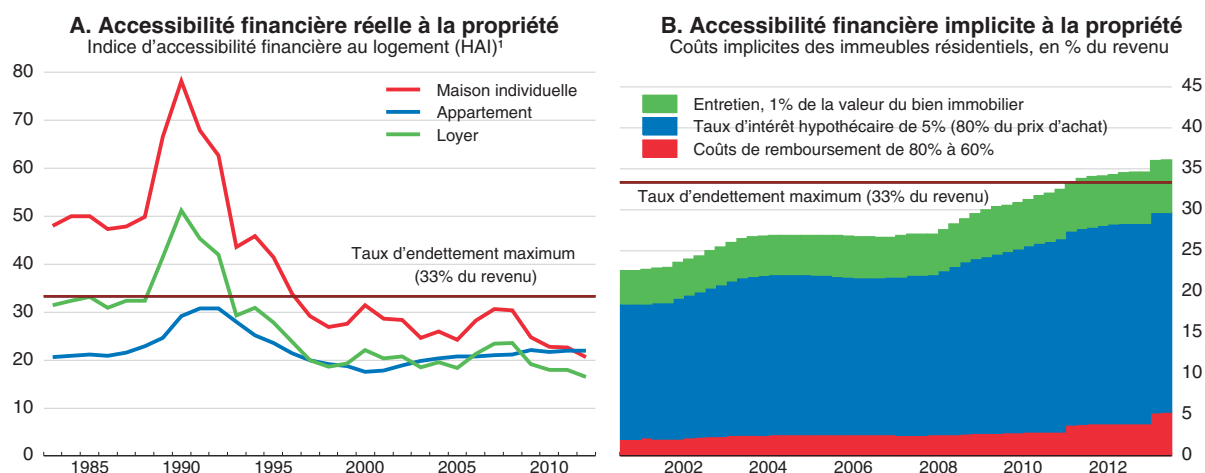 A. Accessibilité financière réelle à la propriété
Indice d'accessibilité financière au logement (HAI)¹
80
70
60
50
40
30
20
10
0
Maison individuelle
Appartement
Loyer
Taux d'endettement maximum
(33% du revenu)
1985 1990 1995 2000 2005 2010
B. Accessibilité financière implicite à la propriété
Coûts implicites des immeubles résidentiels, en % du revenu
45
40
35
30
25
20
15
10
5
0
Entretien, 1% de la valeur du bien immobilier
Taux d'intérêt hypothécaire de 5% (80% du prix d'achat)
Coûts de remboursement de 80% à 60%
Taux d'endettement maximum (33% du revenu)
2002 2004 2006 2008 2010 2012